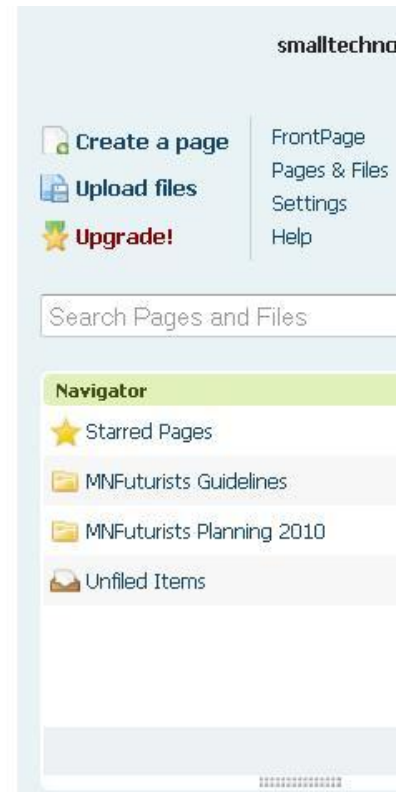 Create a page
Upload files
Upgrade!
FrontPage
Pages & Files
Settings
Help
Search Pages and Files
Navigator
Starred Pages
MNFuturists Guidelines
MNFuturists Planning 2010
Unfiled Items